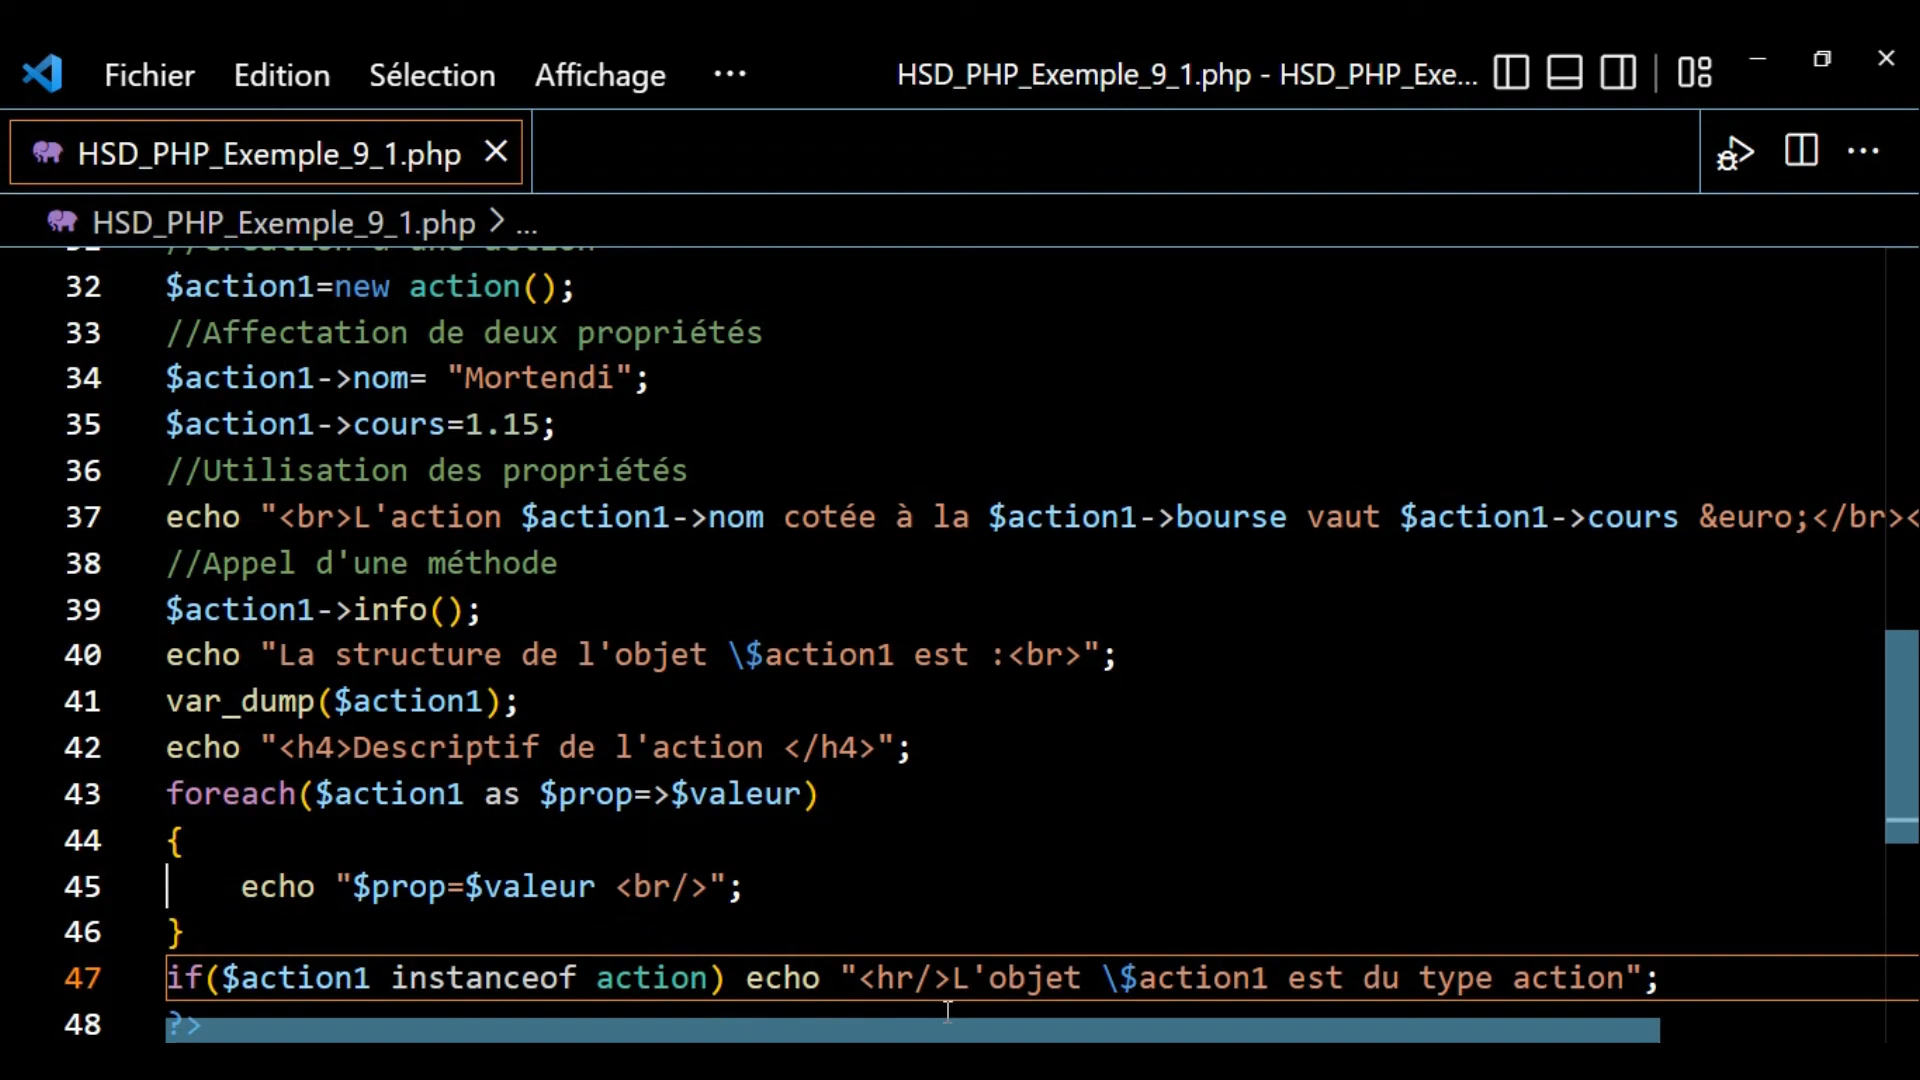 Fichier Edition Sélection Affichage ··· HSD_PHP_Exemple_9_1.php - HSD_PHP_Exe...
HSD_PHP_Exemple_9_1.php
HSD_PHP_Exemple_9_1.php > ...
32 $action1=new action();
33 //Affectation de deux propriétés
34 $action1->nom= "Mortendi";
35 $action1->cours=1.15;
36 //Utilisation des propriétés
37 echo "<br>L'action $action1->nom cotée à la $action1->bourse vaut $action1->cours &euro;</br><
38 //Appel d'une méthode
39 $action1->info();
40 echo "La structure de l'objet \$action1 est :<br>";
41 var_dump($action1);
42 echo "<h4>Descriptif de l'action </h4>";
43 foreach($action1 as $prop=>$valeur)
44 {
45 echo "$prop=$valeur <br/>";
46 }
47 if($action1 instanceof action) echo "<hr/>L'objet \$action1 est du type action";
48 ?>